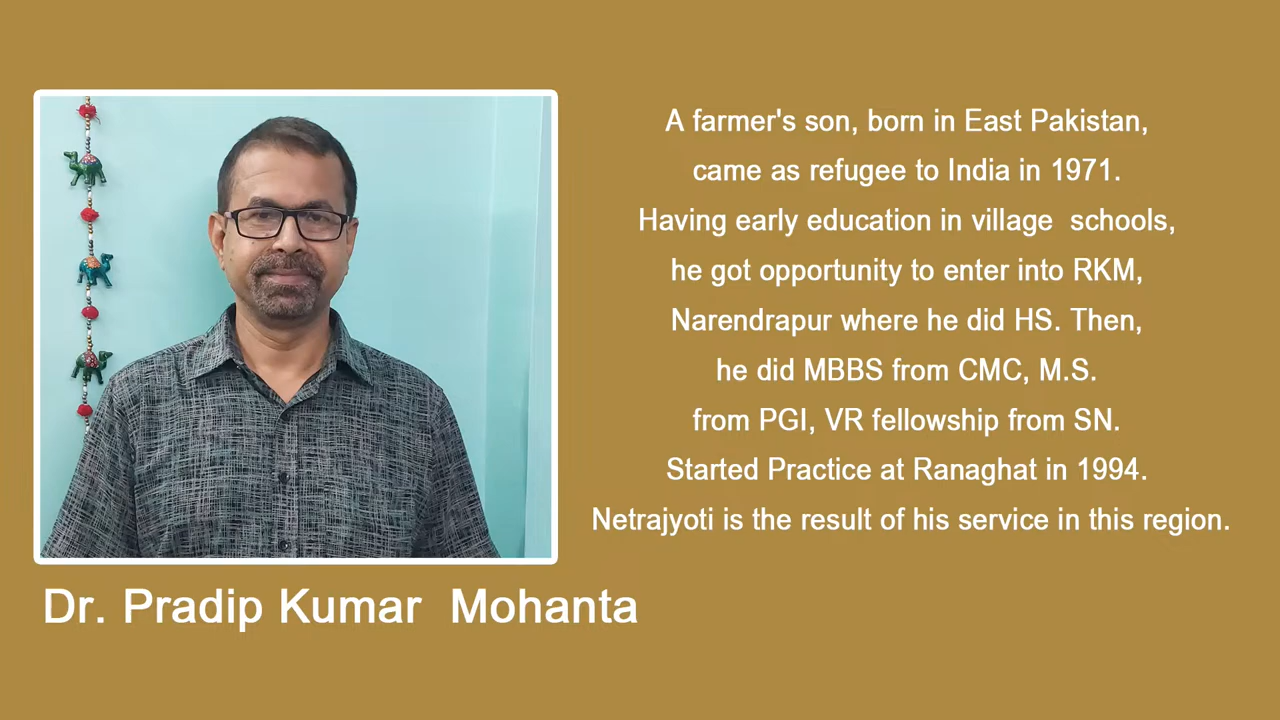 A farmer's son, born in East Pakistan,
came as refugee to India in 1971.
Having early education in village  schools,
he got opportunity to enter into RKM,
Narendrapur where he did HS. Then,
he did MBBS from CMC, M.S.
from PGI, VR fellowship from SN.
Started Practice at Ranaghat in 1994.
Netrajyoti is the result of his service in this region.
Dr. Pradip Kumar  Mohanta